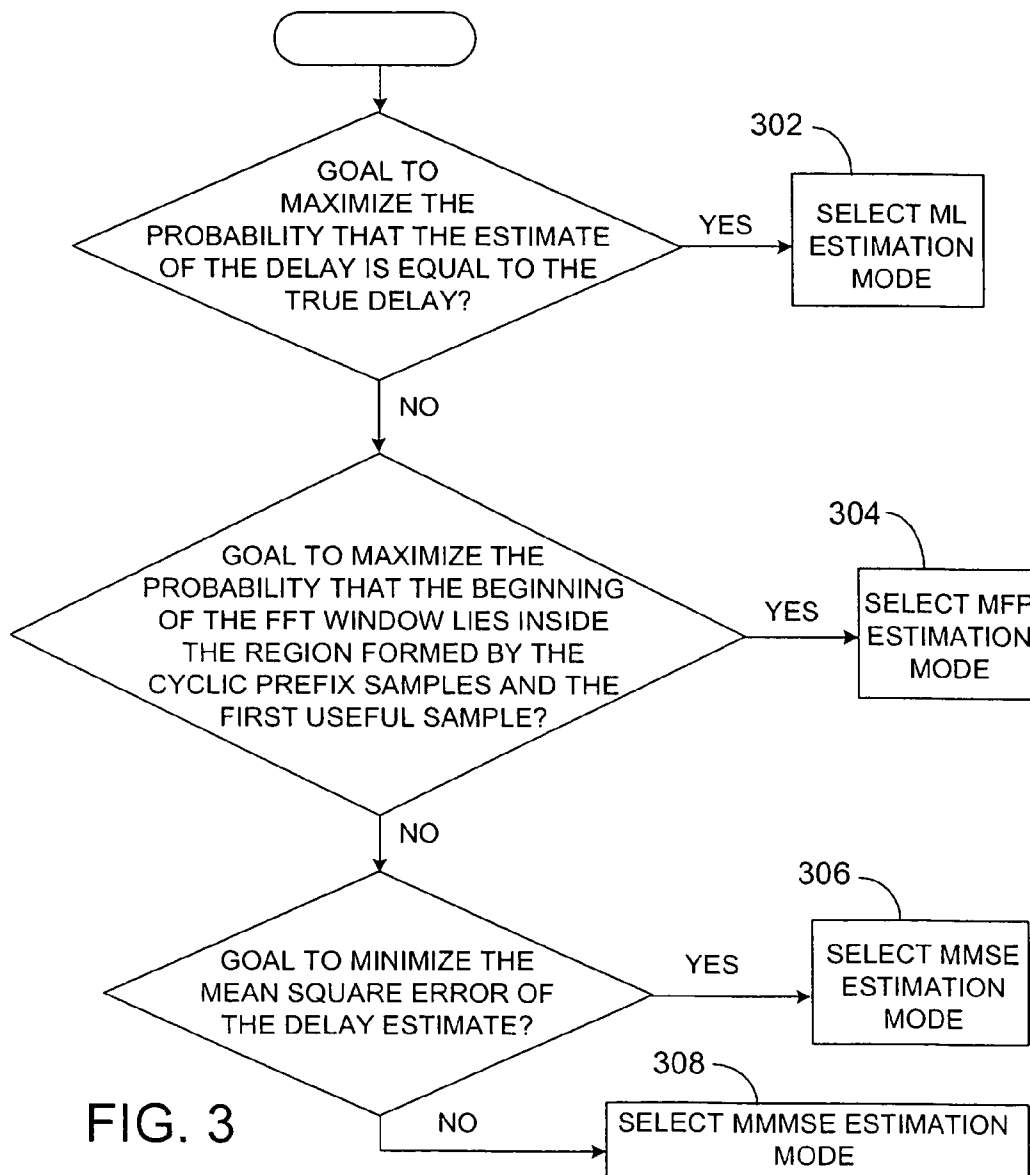 GOAL TO
MAXIMIZE THE
PROBABILITY THAT THE ESTIMATE
OF THE DELAY IS EQUAL TO THE
TRUE DELAY?
YES
302
SELECT ML
ESTIMATION
MODE
NO
GOAL TO MAXIMIZE THE
PROBABILITY THAT THE BEGINNING
OF THE FFT WINDOW LIES INSIDE
THE REGION FORMED BY THE
CYCLIC PREFIX SAMPLES AND THE
FIRST USEFUL SAMPLE?
YES
304
SELECT MFP
ESTIMATION
MODE
NO
GOAL TO MINIMIZE THE
MEAN SQUARE ERROR OF
THE DELAY ESTIMATE?
YES
306
SELECT MMSE
ESTIMATION
MODE
NO
308
SELECT MMMSE ESTIMATION
MODE
FIG. 3